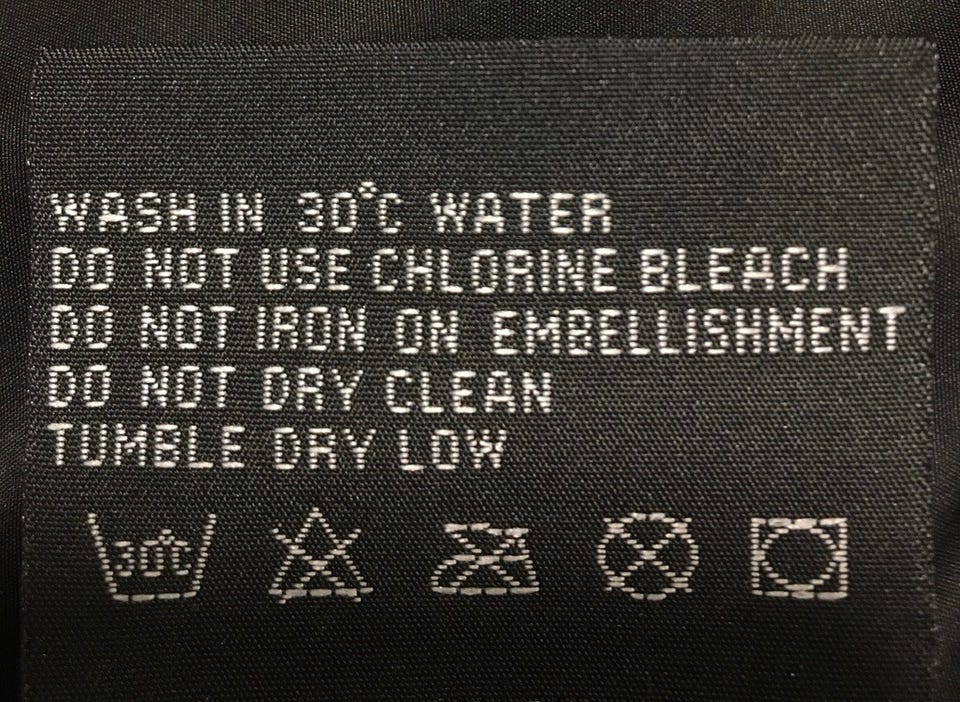 WASH IN 30°C WATER
DO NOT USE CHLORINE BLEACH
DO NOT IRON ON EMBELLISHMENT
DO NOT DRY CLEAN
TUMBLE DRY LOW
30°C